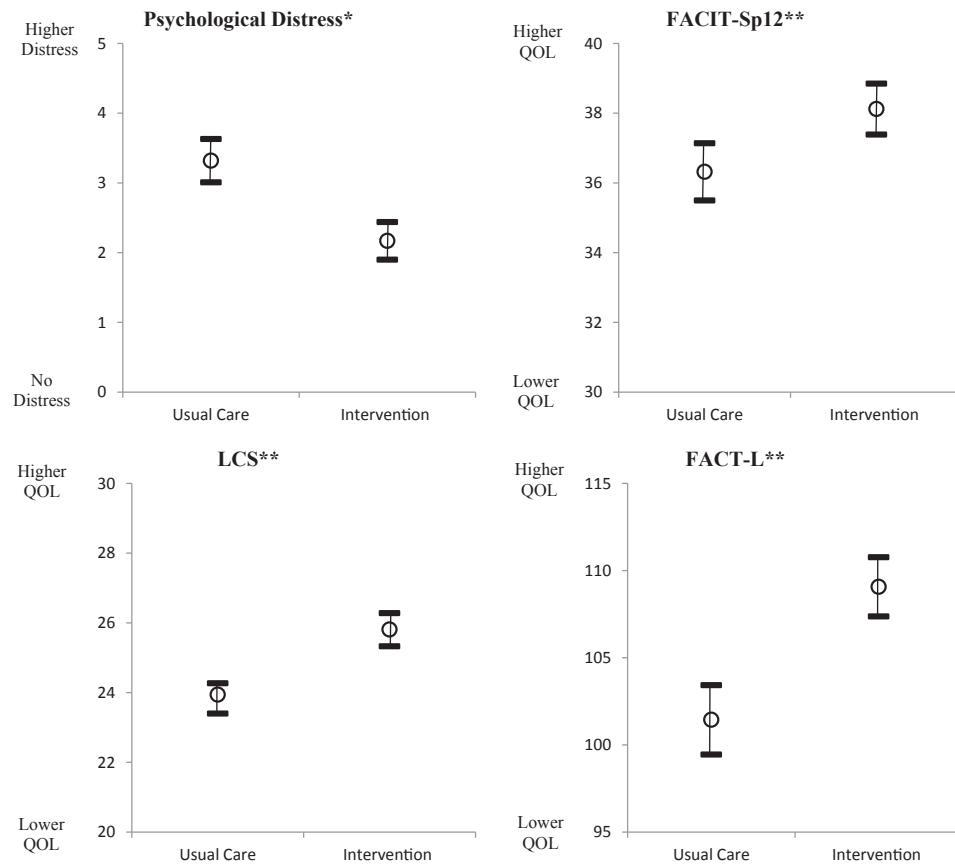 Psychological Distress*
Higher
Distress
5
4
3
2
1
No
Distress
0
Usual Care
Intervention
FACIT-Sp12**
Higher
QOL
40
38
36
34
32
Lower
QOL
30
Usual Care
Intervention
LCS**
Higher
QOL
30
28
26
24
22
Lower
QOL
20
Usual Care
Intervention
FACT-L**
Higher
QOL
115
110
105
100
Lower
QOL
95
Usual Care
Intervention